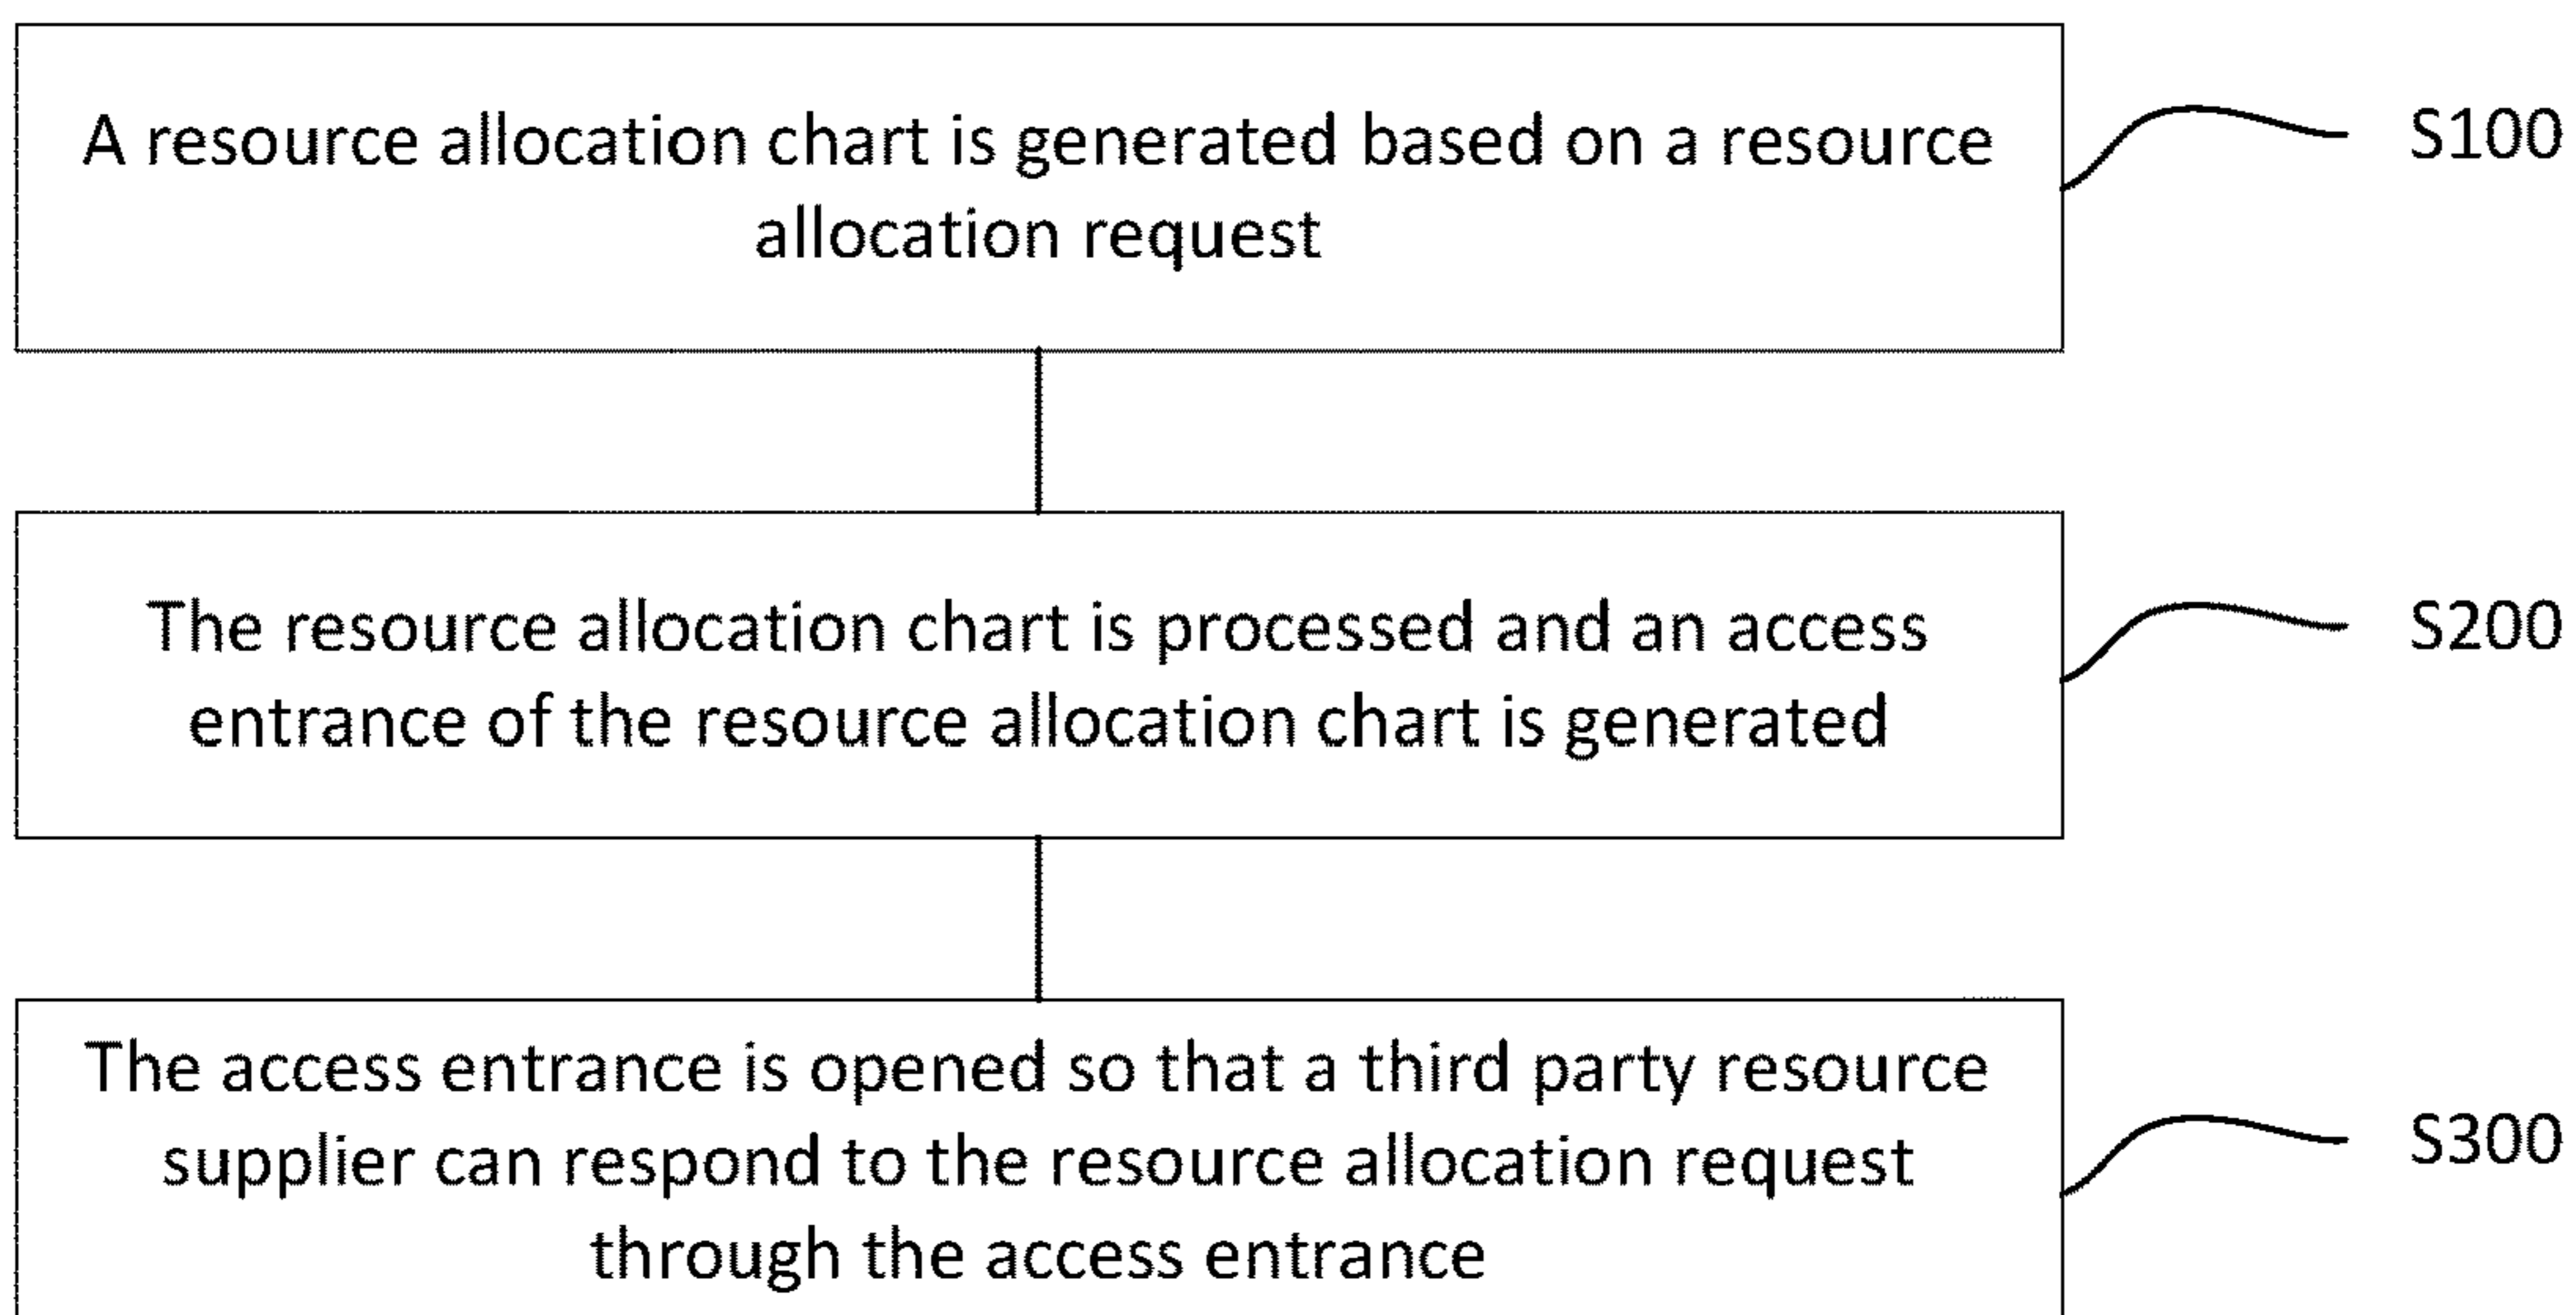 A resource allocation chart is generated based on a resource
allocation request
S100
The resource allocation chart is processed and an access
entrance of the resource allocation chart is generated
S200
The access entrance is opened so that a third party resource
supplier can respond to the resource allocation request
through the access entrance
S300